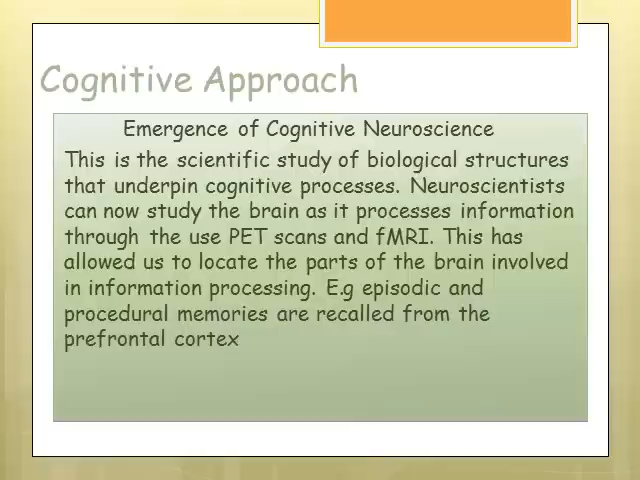 Cognitive Approach
Emergence of Cognitive Neuroscience
This is the scientific study of biological structures
that underpin cognitive processes. Neuroscientists
can now study the brain as it processes information
through the use PET scans and fMRI. This has
allowed us to locate the parts of the brain involved
in information processing. E.g episodic and
procedural memories are recalled from the
prefrontal cortex